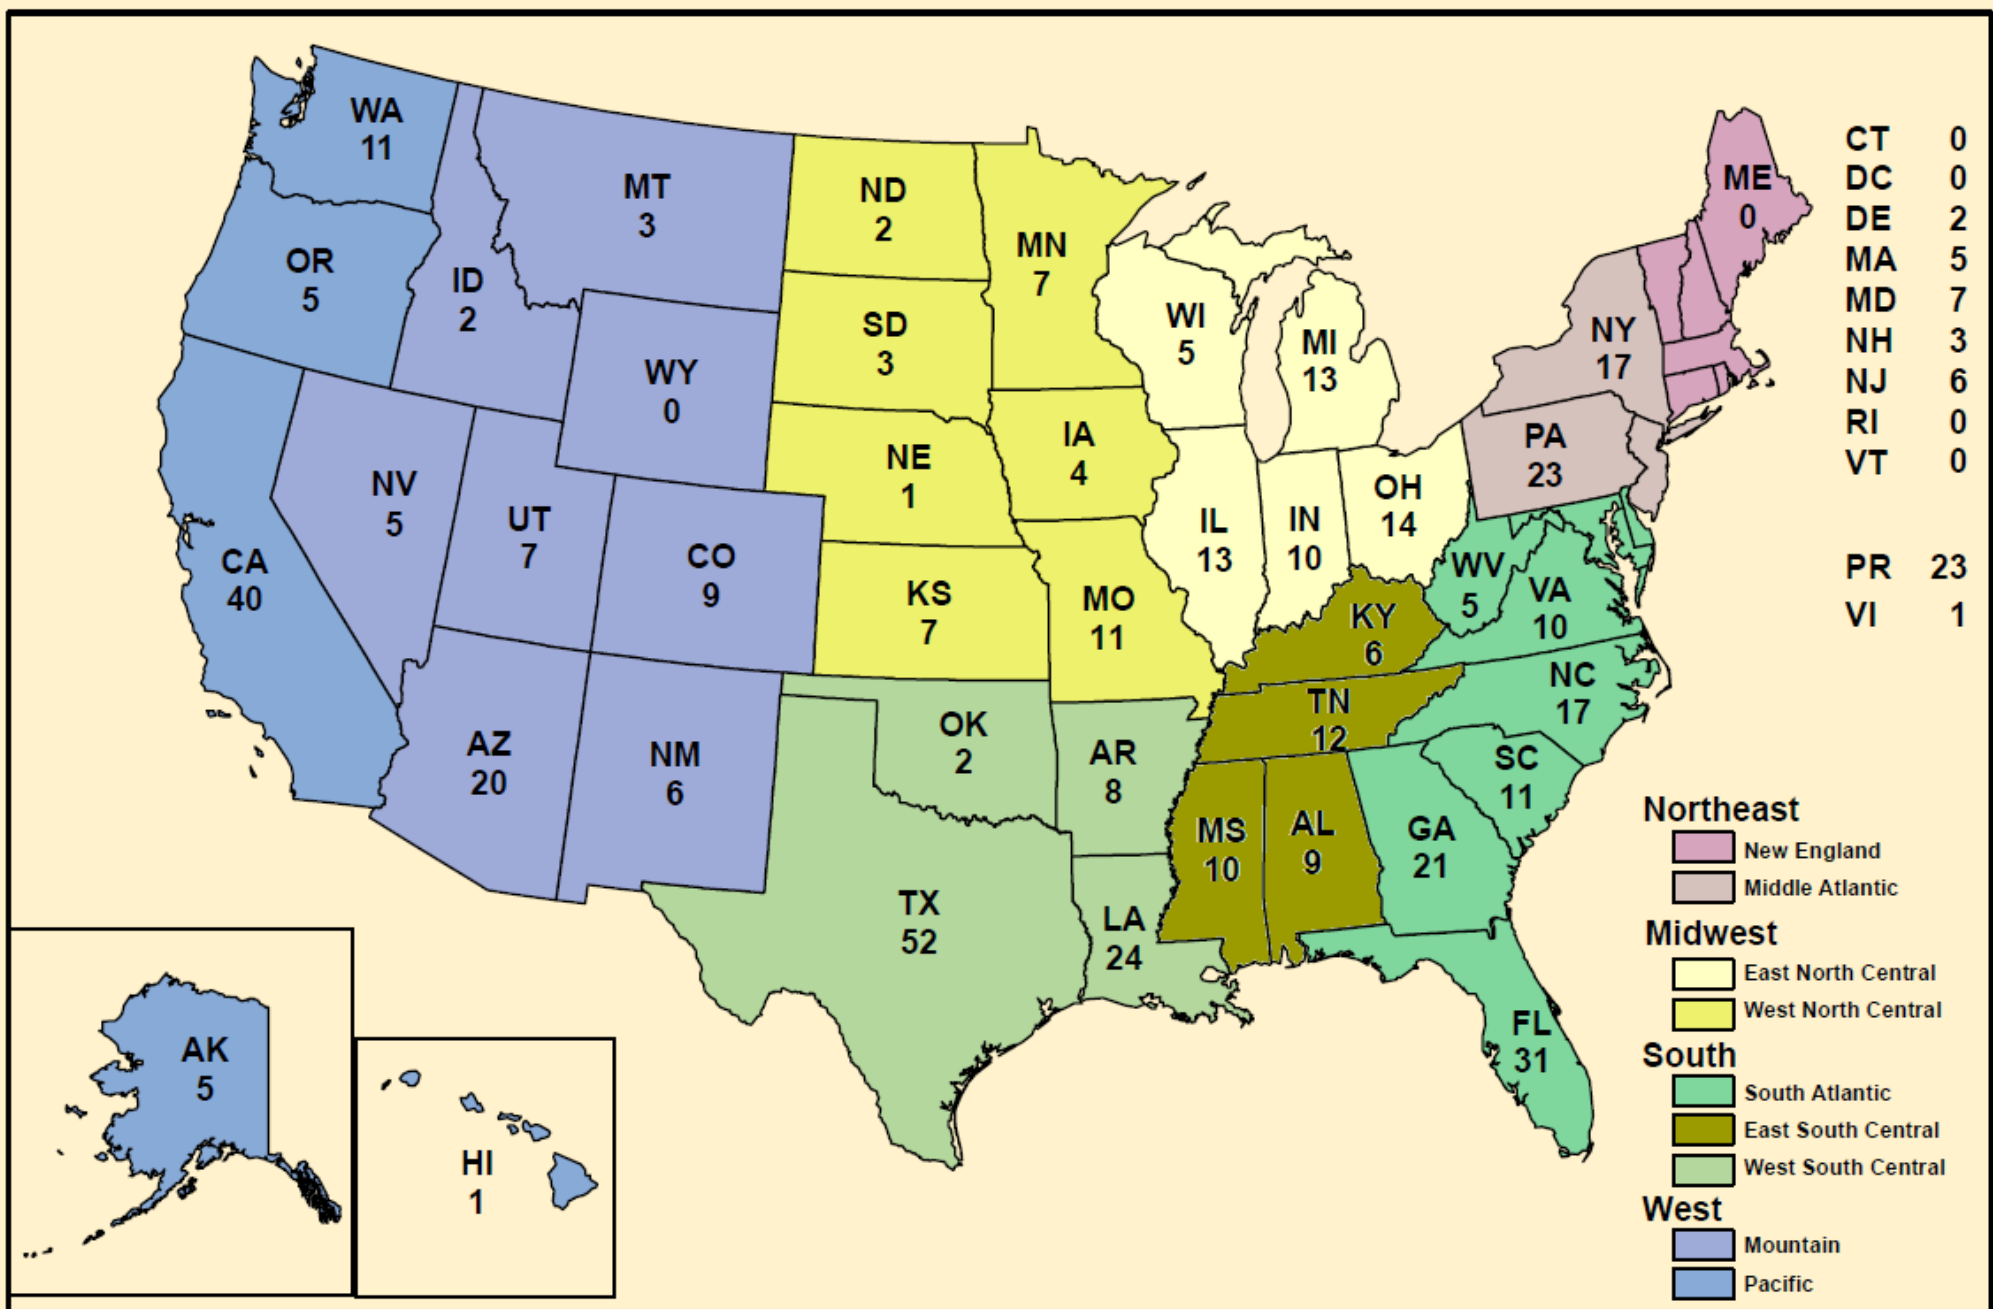 WA
11
MT
3
ND
2
MN
7
ME
0
OR
5
ID
2
SD
3
WI
5
MI
13
NY
17
WY
0
NE
1
IA
4
PA
23
NV
5
UT
7
CO
9
IL
13
IN
10
OH
14
CA
40
KS
7
MO
11
WV
5
VA
10
KY
6
TN
12
NC
17
AZ
20
NM
6
OK
2
AR
8
SC
11
MS
10
AL
9
GA
21
TX
52
LA
24
FL
31
AK
5
HI
1
CT 0
DC 0
DE 2
MA 5
MD 7
NH 3
NJ 6
RI 0
VT 0
PR 23
VI 1
Northeast
New England
Middle Atlantic
Midwest
East North Central
West North Central
South
South Atlantic
East South Central
West South Central
West
Mountain
Pacific